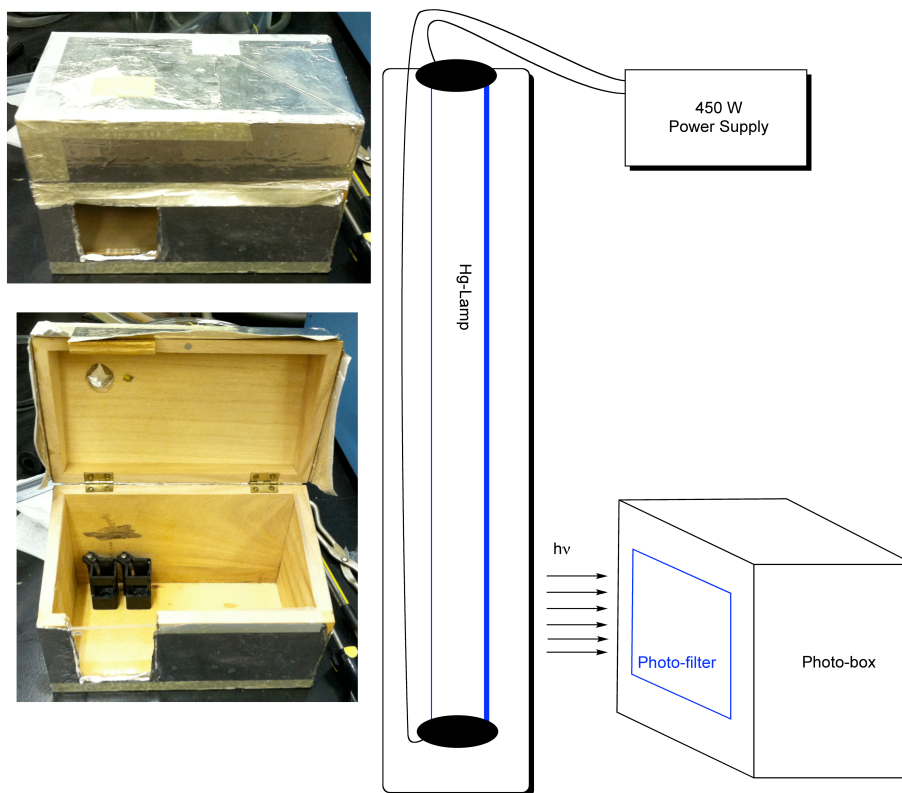 450 W
Power Supply
Hg-Lamp
hν
Photo-filter
Photo-box